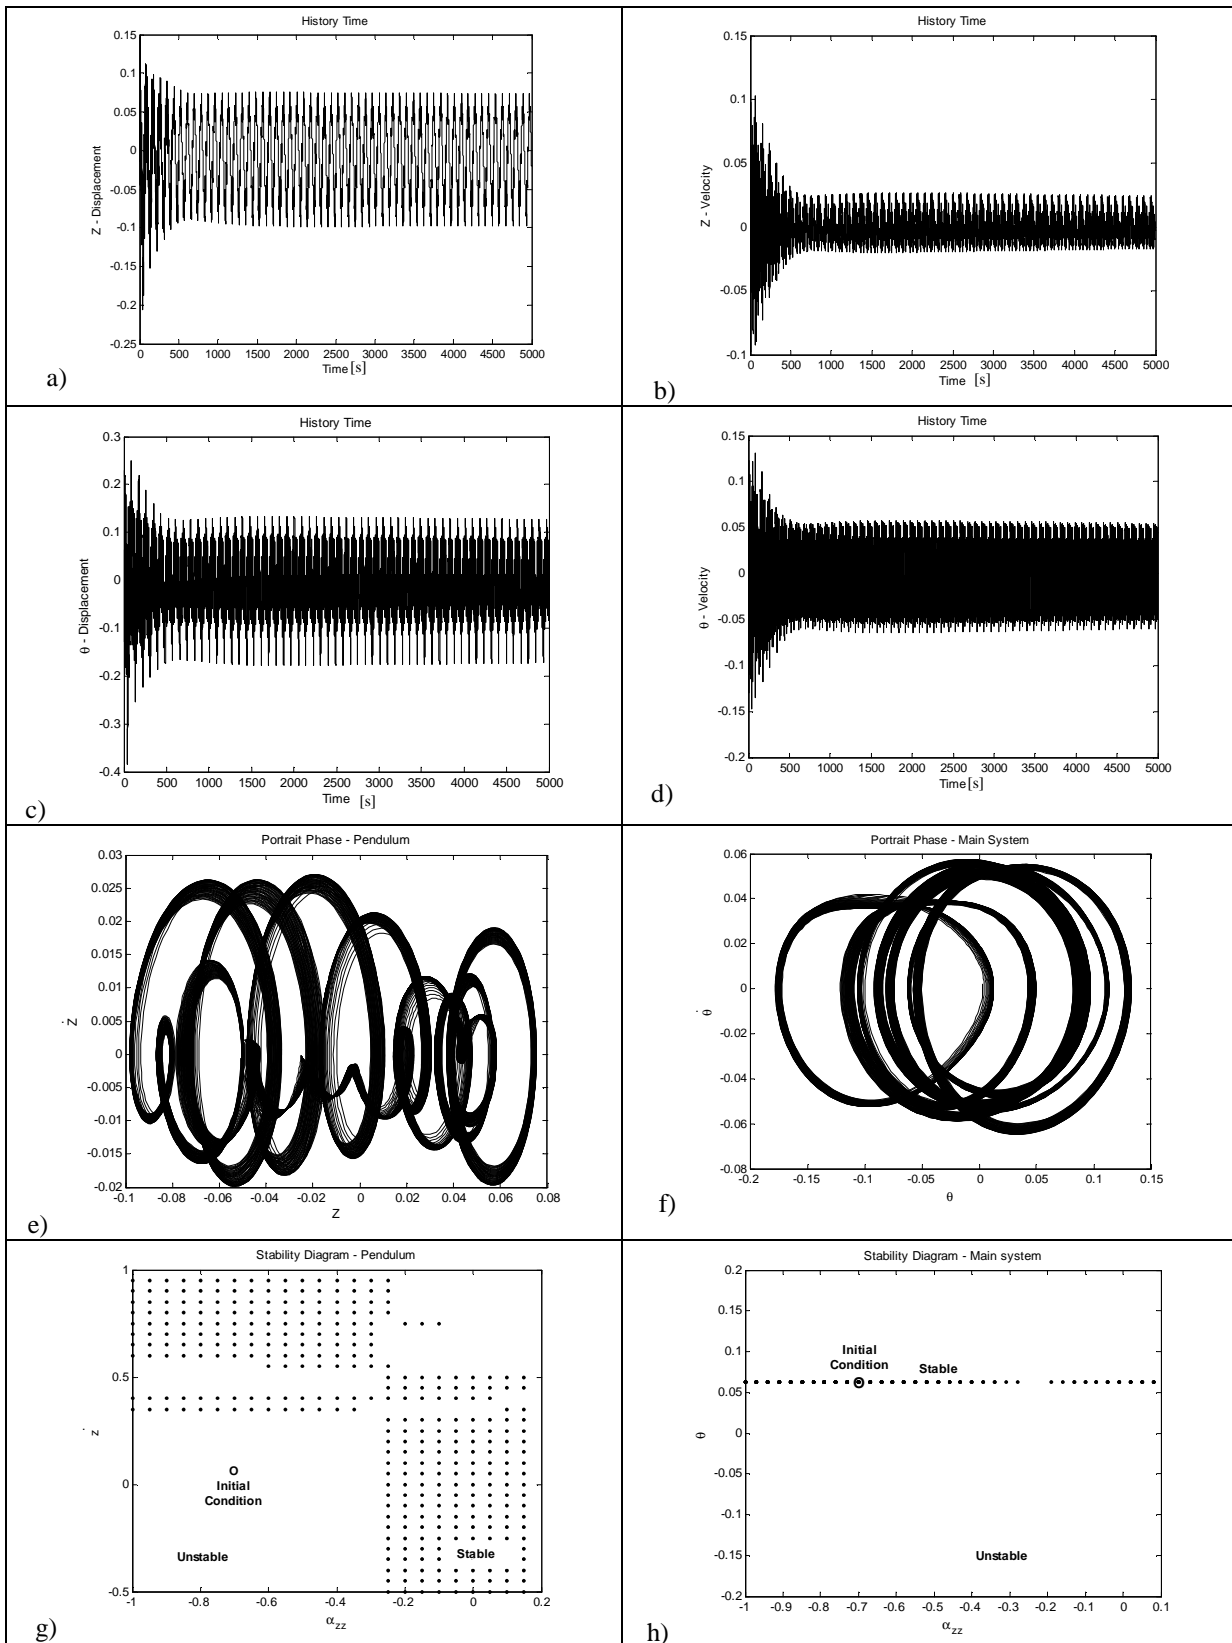 History Time
0.15
0.1
0.05
0
-0.05
-0.1
-0.15
-0.2
-0.25
Z - Displacement
0 500 1000 1500 2000 2500 3000 3500 4000 4500 5000
Time [s]
a)
History Time
0.15
0.1
0.05
0
-0.05
-0.1
Z - Velocity
0 500 1000 1500 2000 2500 3000 3500 4000 4500 5000
Time [s]
b)
History Time
0.3
0.2
0.1
0
-0.1
-0.2
-0.3
-0.4
θ - Displacement
0 500 1000 1500 2000 2500 3000 3500 4000 4500 5000
Time [s]
c)
History Time
0.15
0.1
0.05
0
-0.05
-0.1
-0.15
-0.2
θ - Velocity
0 500 1000 1500 2000 2500 3000 3500 4000 4500 5000
Time [s]
d)
Portrait Phase - Pendulum
0.03
0.025
0.02
0.015
0.01
0.005
0
-0.005
-0.01
-0.015
-0.02
Ż
-0.1 -0.08 -0.06 -0.04 -0.02 0 0.02 0.04 0.06 0.08
Z
e)
Portrait Phase - Main System
0.06
0.04
0.02
0
-0.02
-0.04
-0.06
-0.08
θ̇
-0.2 -0.15 -0.1 -0.05 0 0.05 0.1 0.15
θ
f)
Stability Diagram - Pendulum
1
0.5
0
-0.5
ż
O
Initial
Condition
Unstable
Stable
-1 -0.8 -0.6 -0.4 -0.2 0 0.2
α_zz
g)
Stability Diagram - Main system
0.2
0.15
0.1
0.05
0
-0.05
-0.1
-0.15
-0.2
θ
Initial
Condition
Stable
Unstable
-1 -0.9 -0.8 -0.7 -0.6 -0.5 -0.4 -0.3 -0.2 -0.1 0 0.1
α_zz
h)